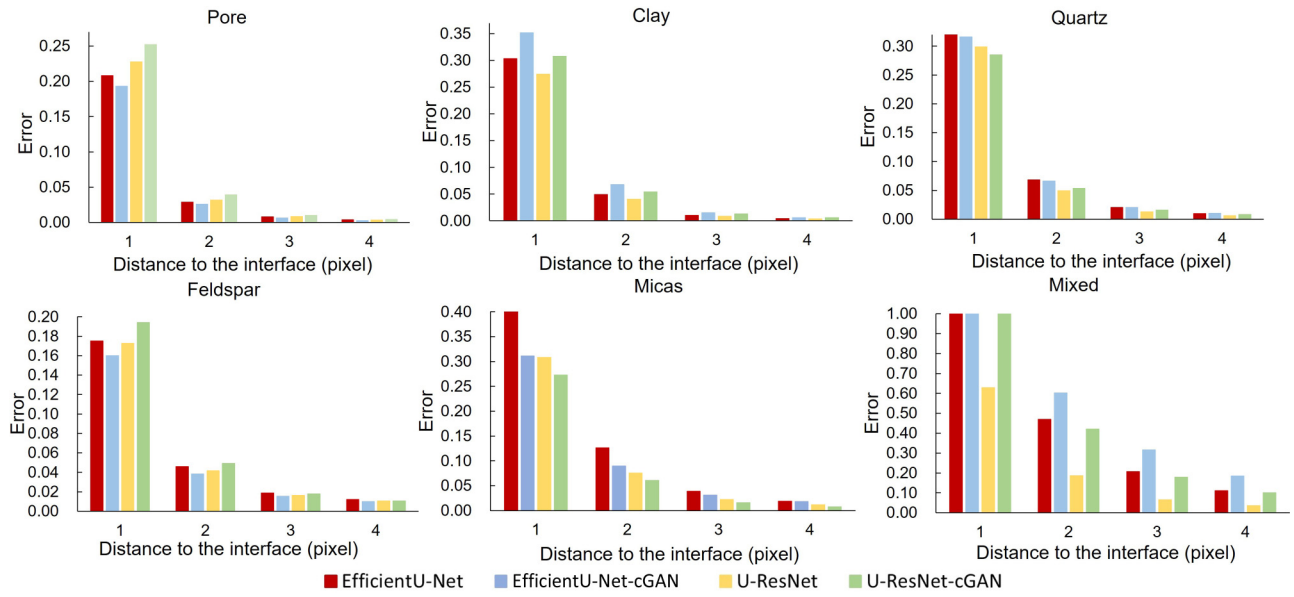 Pore
0.25
0.20
0.15
0.10
0.05
0.00
Error
1 2 3 4
Distance to the interface (pixel)
Clay
0.35
0.30
0.25
0.20
0.15
0.10
0.05
0.00
Error
1 2 3 4
Distance to the interface (pixel)
Quartz
0.30
0.25
0.20
0.15
0.10
0.05
0.00
Error
1 2 3 4
Distance to the interface (pixel)
Feldspar
0.20
0.18
0.16
0.14
0.12
0.10
0.08
0.06
0.04
0.02
0.00
Error
1 2 3 4
Distance to the interface (pixel)
Micas
0.40
0.35
0.30
0.25
0.20
0.15
0.10
0.05
0.00
Error
1 2 3 4
Distance to the interface (pixel)
Mixed
1.00
0.90
0.80
0.70
0.60
0.50
0.40
0.30
0.20
0.10
0.00
Error
1 2 3 4
Distance to the interface (pixel)
EfficientU-Net EfficientU-Net-cGAN U-ResNet U-ResNet-cGAN